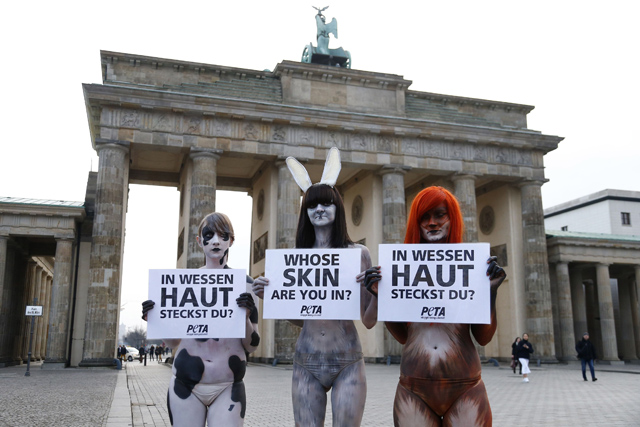 IN WESSEN
HAUT
STECKST DU?
PETA
WHOSE
SKIN
ARE YOU IN?
PETA
IN WESSEN
HAUT
STECKST DU?
PETA